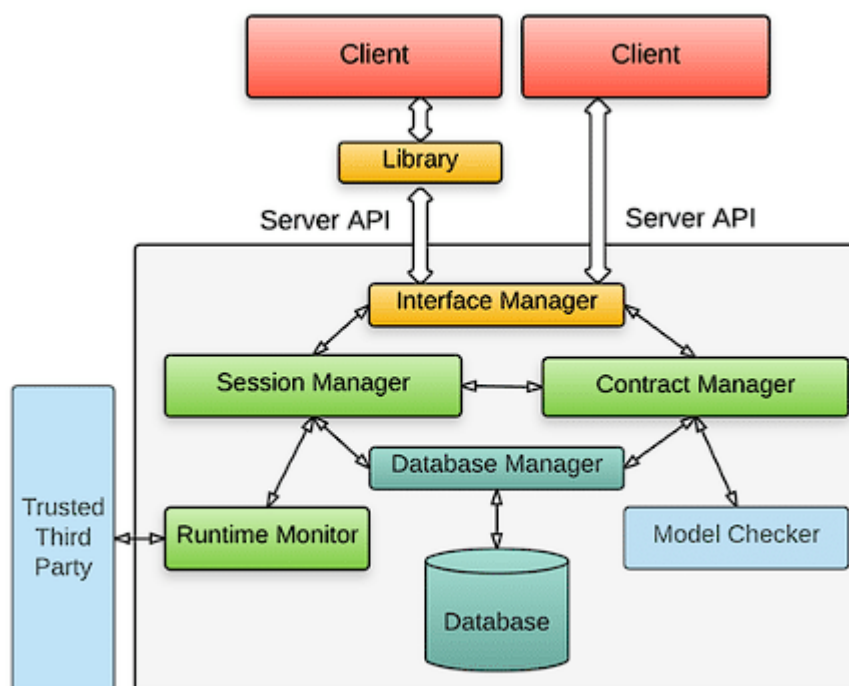 Client
Client
Library
Server API
Server API
Interface Manager
Session Manager
Contract Manager
Database Manager
Trusted
Third
Party
Runtime Monitor
Model Checker
Database